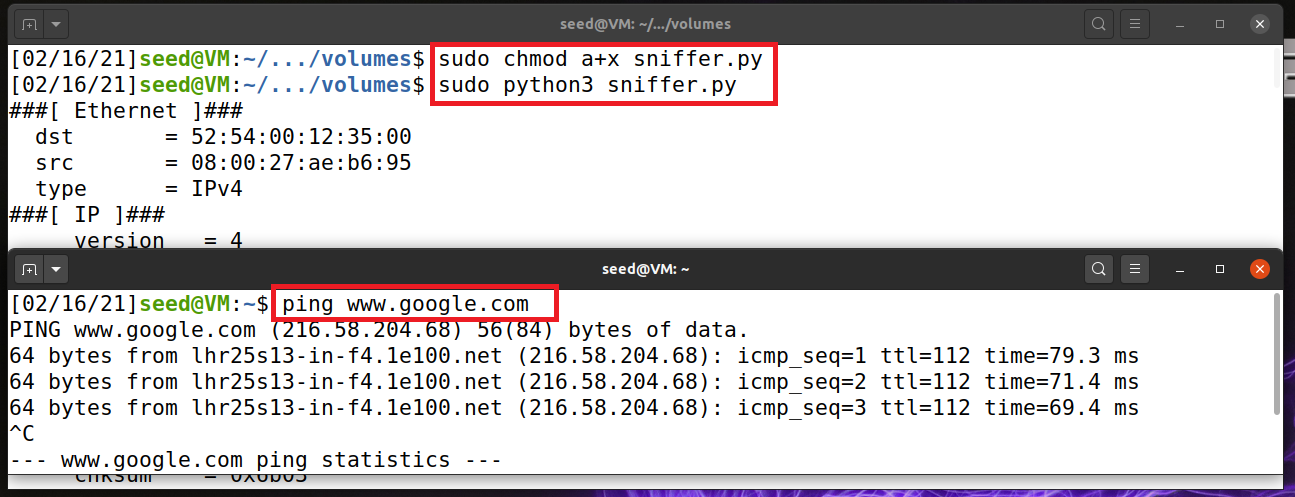 seed@VM: ~/.../volumes
[02/16/21]seed@VM:~/.../volumes$ sudo chmod a+x sniffer.py
[02/16/21]seed@VM:~/.../volumes$ sudo python3 sniffer.py
###[ Ethernet ]###
  dst       = 52:54:00:12:35:00
  src       = 08:00:27:ae:b6:95
  type      = IPv4
###[ IP ]###
     version   = 4
seed@VM: ~
[02/16/21]seed@VM:~$ ping www.google.com
PING www.google.com (216.58.204.68) 56(84) bytes of data.
64 bytes from lhr25s13-in-f4.1e100.net (216.58.204.68): icmp_seq=1 ttl=112 time=79.3 ms
64 bytes from lhr25s13-in-f4.1e100.net (216.58.204.68): icmp_seq=2 ttl=112 time=71.4 ms
64 bytes from lhr25s13-in-f4.1e100.net (216.58.204.68): icmp_seq=3 ttl=112 time=69.4 ms
^C
--- www.google.com ping statistics ---
     chksum    = 0x6b05